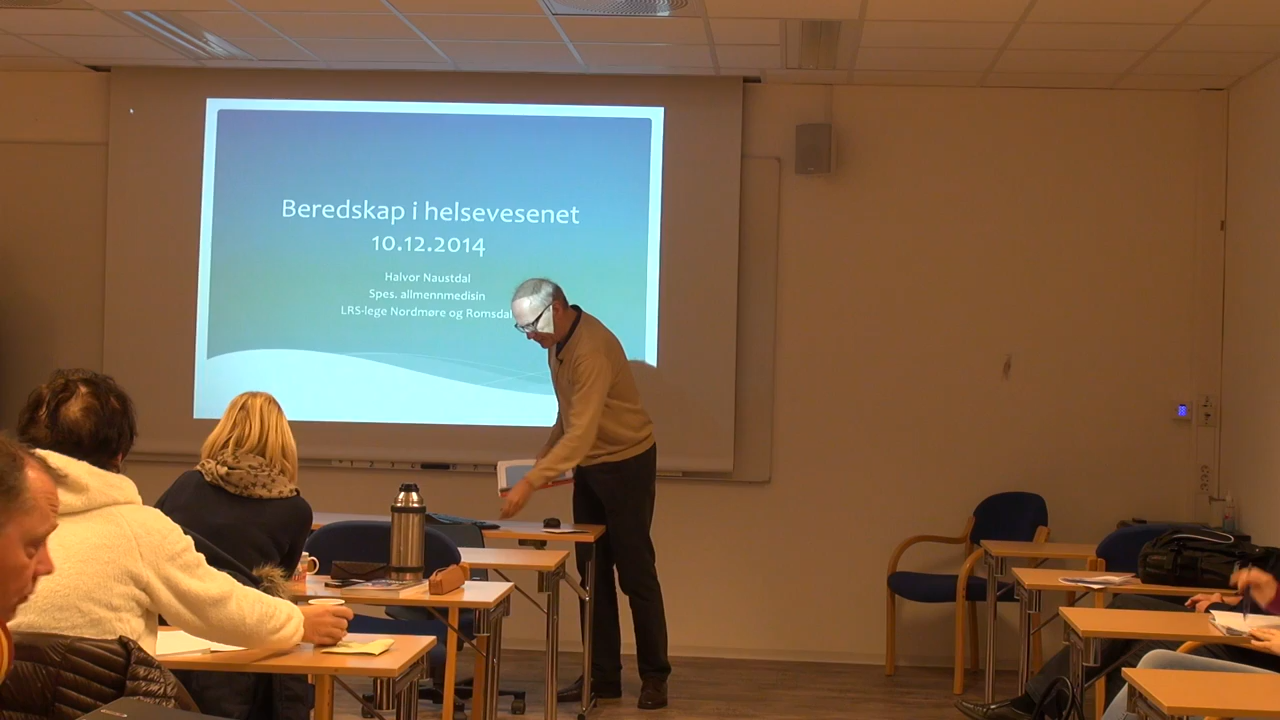 Beredskap i helsevesenet
10.12.2014
Halvor Naustdal
Spes. allmennmedisin
LRS-lege Nordmøre og Romsdal